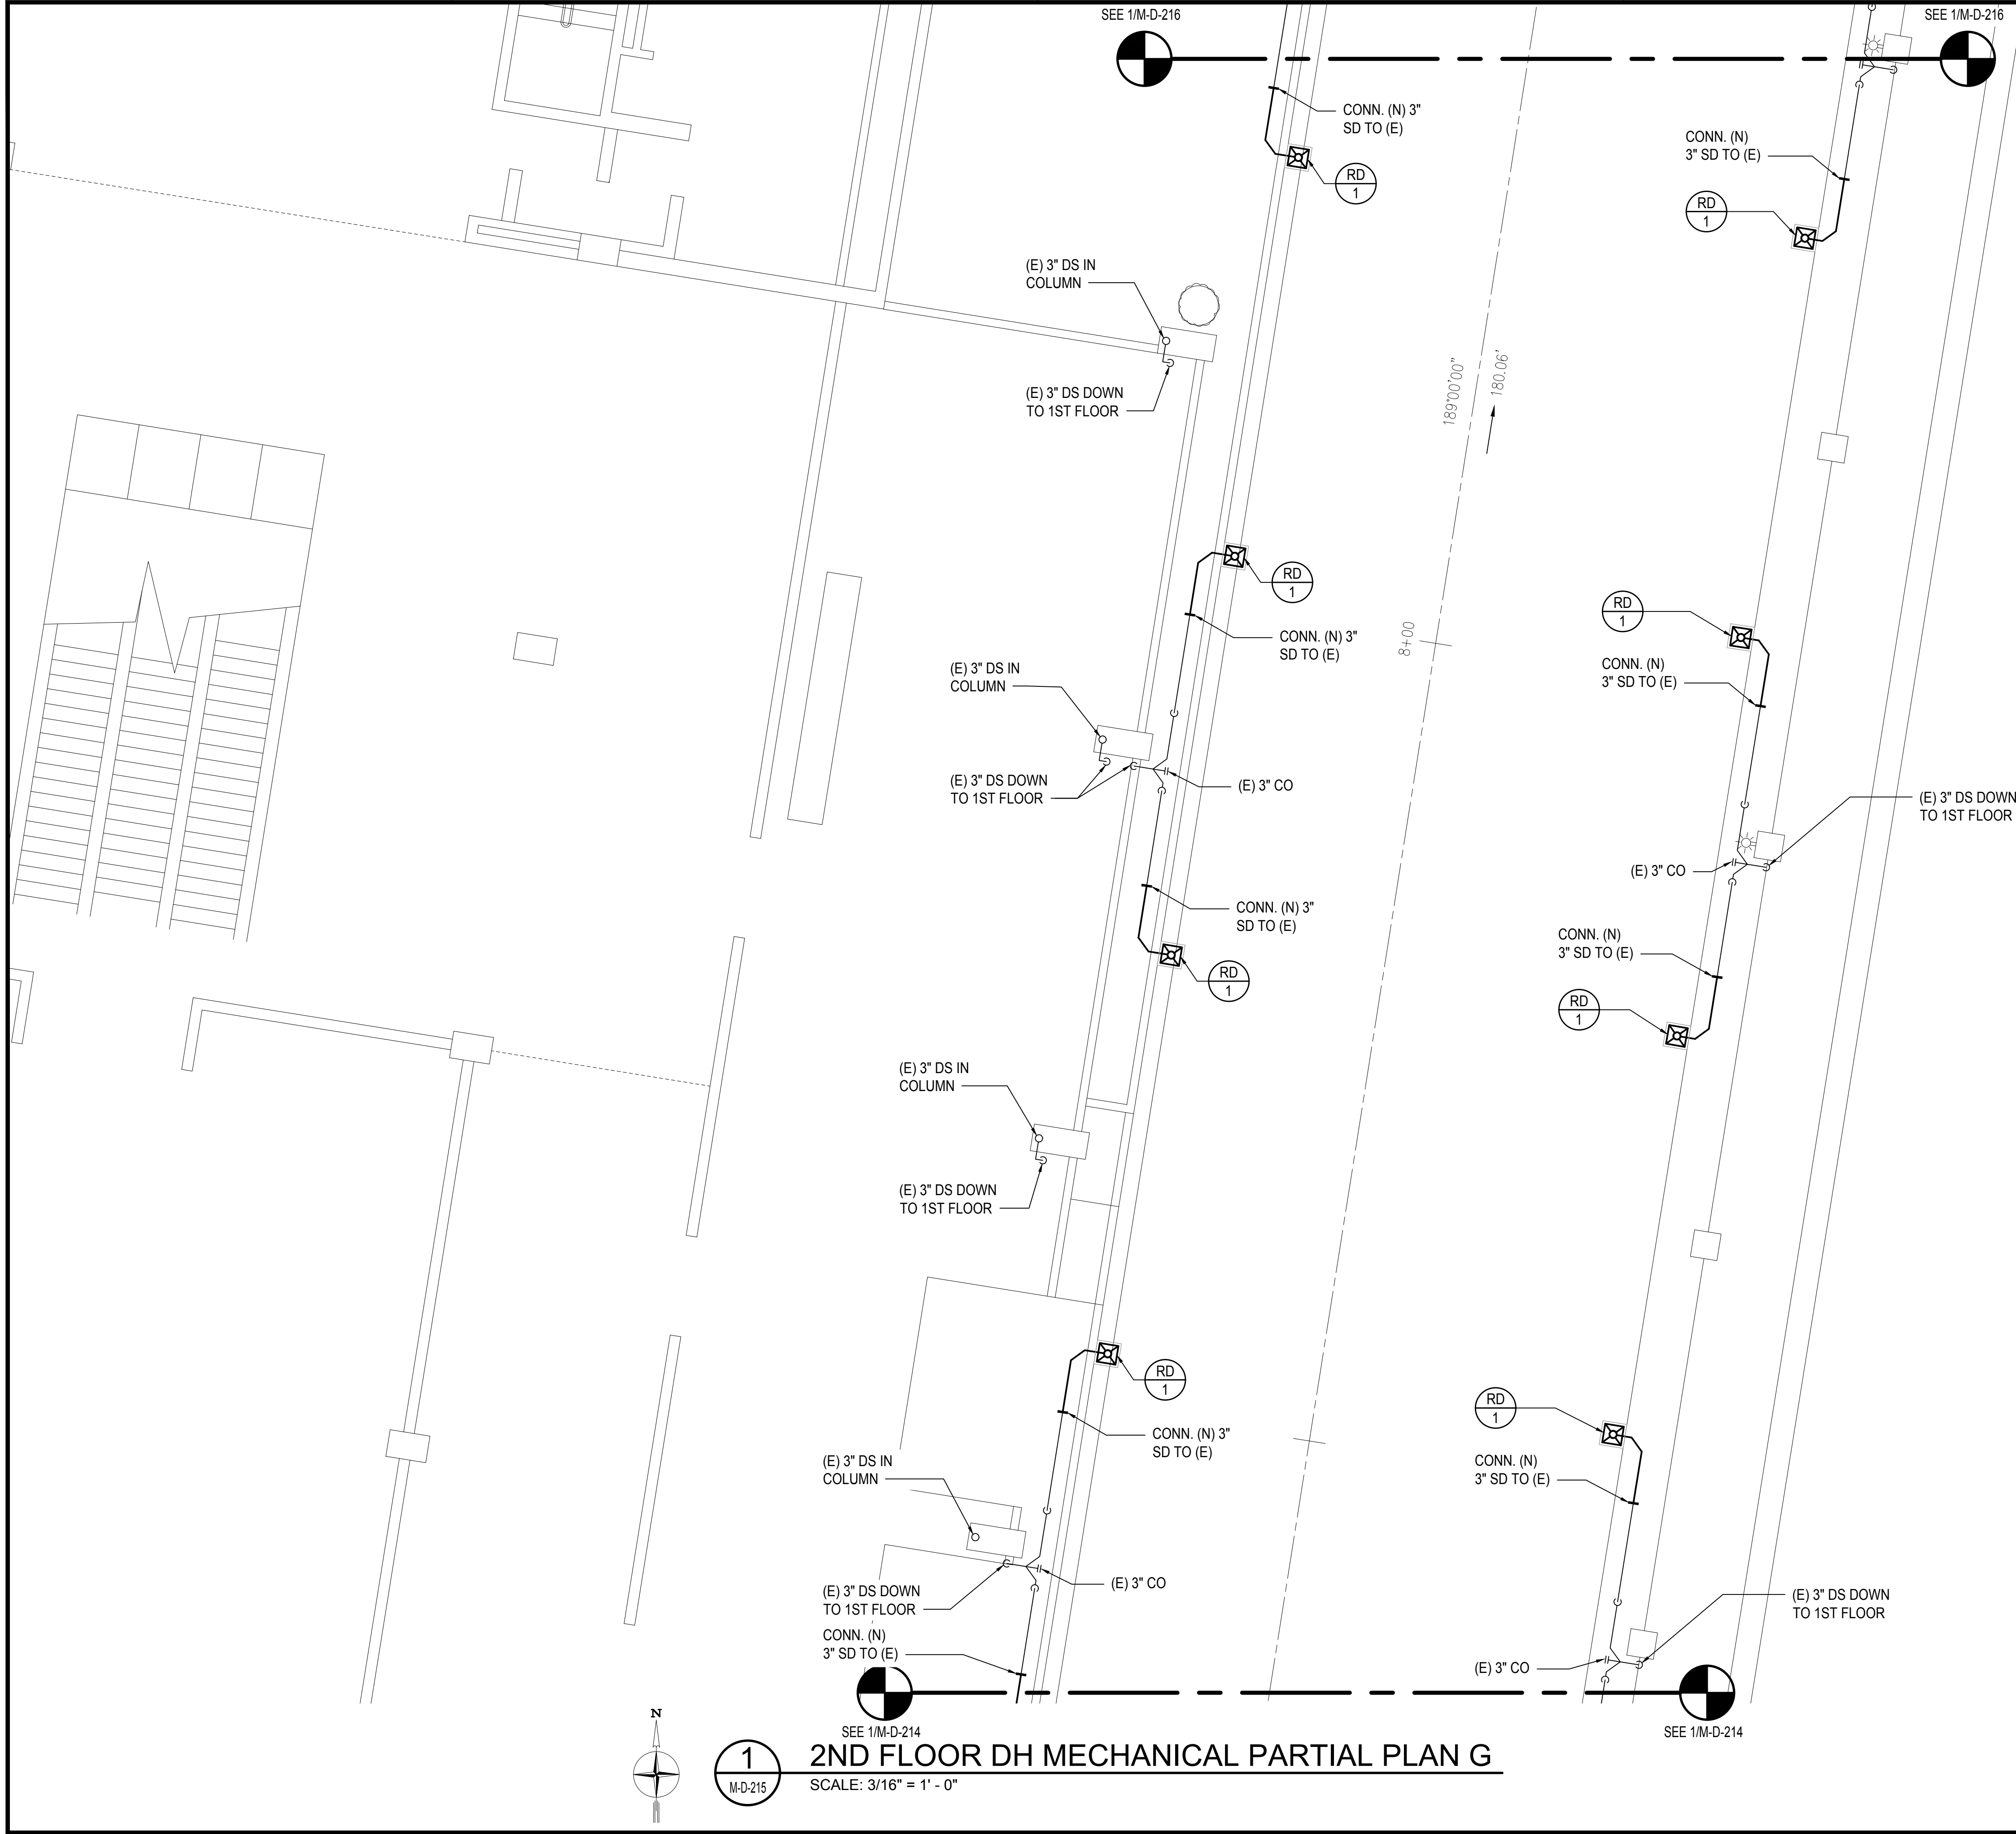 SEE 1/M-D-216
SEE 1/M-D-216
CONN. (N) 3"
SD TO (E)
RD
1
CONN. (N)
3" SD TO (E)
RD
1
(E) 3" DS IN
COLUMN
(E) 3" DS DOWN
TO 1ST FLOOR
189°00'00"
180.06'
RD
1
CONN. (N) 3"
SD TO (E)
8+00
RD
1
CONN. (N)
3" SD TO (E)
(E) 3" DS IN
COLUMN
(E) 3" DS DOWN
TO 1ST FLOOR
(E) 3" CO
(E) 3" DS DOWN
TO 1ST FLOOR
(E) 3" CO
CONN. (N) 3"
SD TO (E)
RD
1
CONN. (N)
3" SD TO (E)
RD
1
(E) 3" DS IN
COLUMN
(E) 3" DS DOWN
TO 1ST FLOOR
RD
1
CONN. (N) 3"
SD TO (E)
RD
1
CONN. (N)
3" SD TO (E)
(E) 3" DS IN
COLUMN
(E) 3" DS DOWN
TO 1ST FLOOR
(E) 3" CO
CONN. (N)
3" SD TO (E)
(E) 3" DS DOWN
TO 1ST FLOOR
(E) 3" CO
SEE 1/M-D-214
SEE 1/M-D-214
N
1
M-D-215
2ND FLOOR DH MECHANICAL PARTIAL PLAN G
SCALE: 3/16" = 1' - 0"